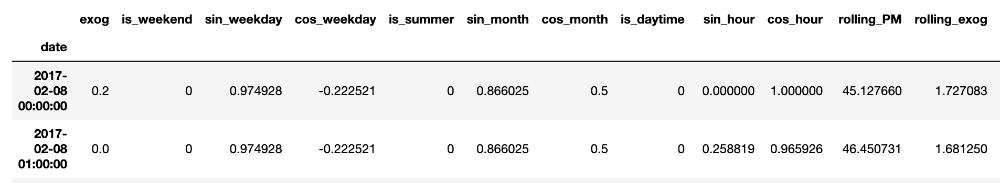 exog is_weekend sin_weekday cos_weekday is_summer sin_month cos_month is_daytime sin_hour cos_hour rolling_PM rolling_exog
date
2017-
02-08 0.2 0 0.974928 -0.222521 0 0.866025 0.5 0 0.000000 1.000000 45.127660 1.727083
00:00:00
2017-
02-08 0.0 0 0.974928 -0.222521 0 0.866025 0.5 0 0.258819 0.965926 46.450731 1.681250
01:00:00